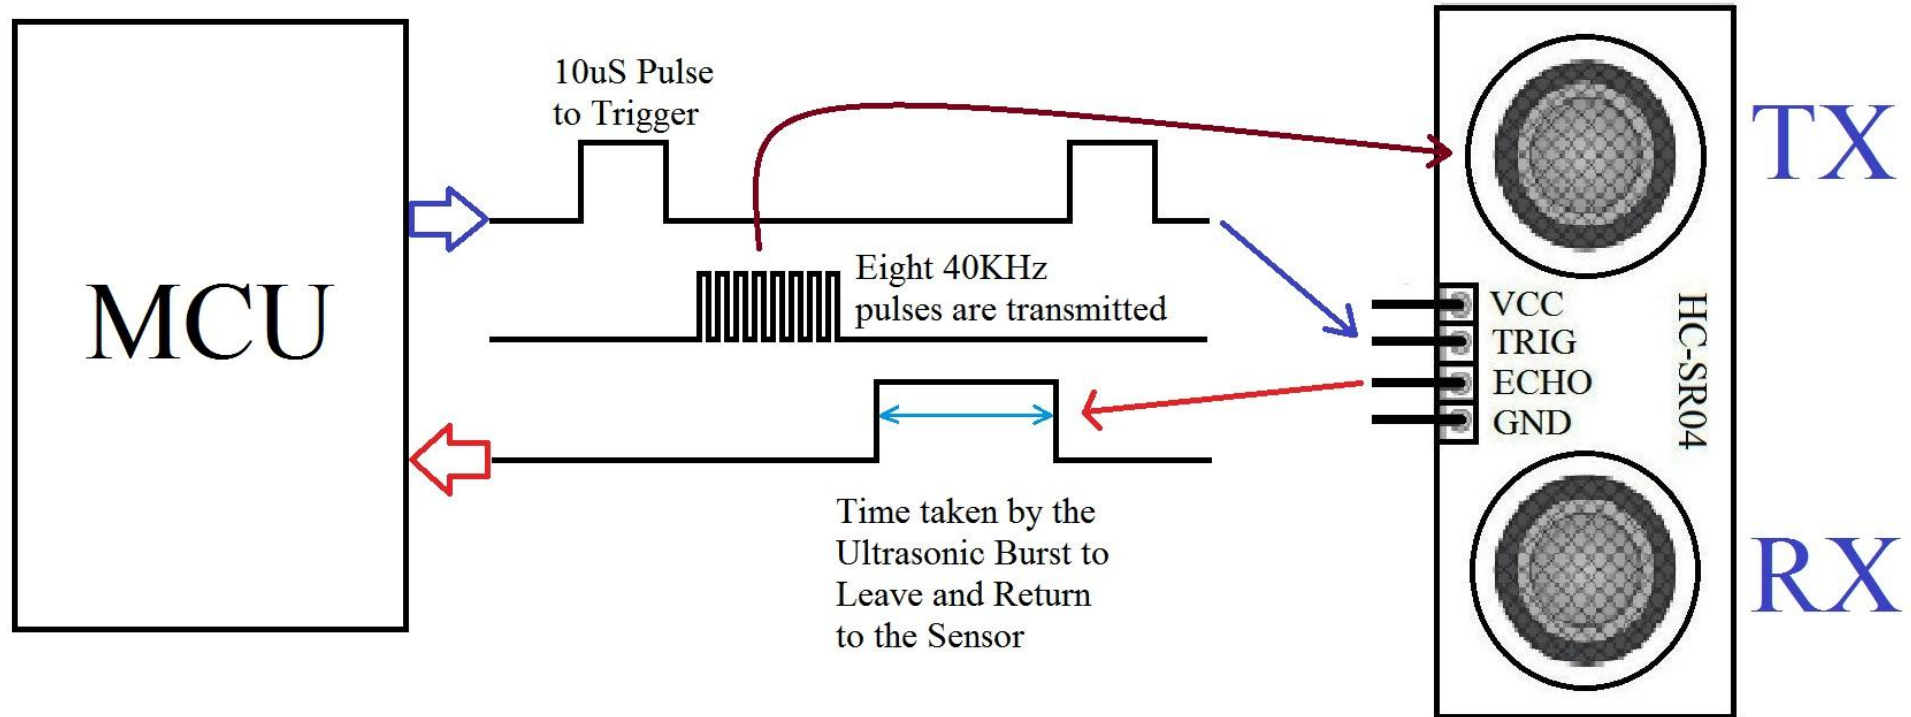 10uS Pulse
to Trigger
TX
MCU
Eight 40KHz
pulses are transmitted
VCC
TRIG
ECHO
GND
HC-SR04
Time taken by the
Ultrasonic Burst to
Leave and Return
to the Sensor
RX